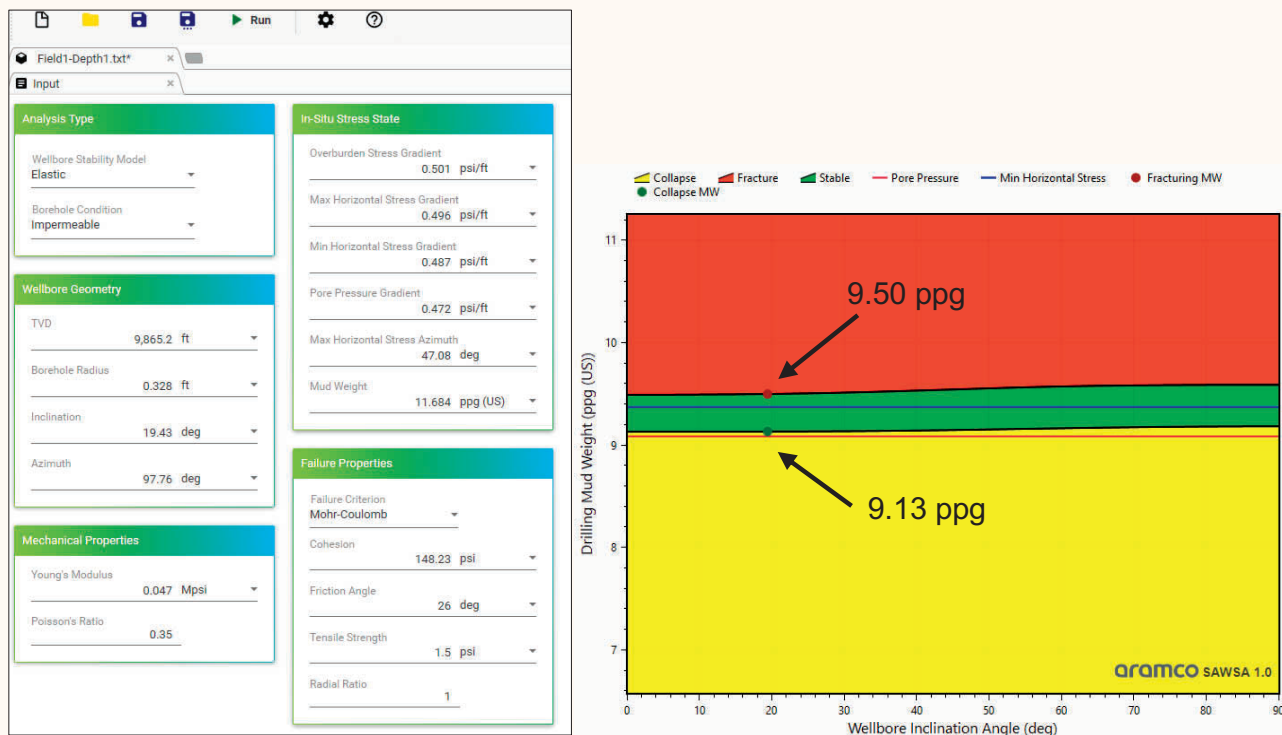 Run
Field1-Depth1.txt* ×
Input ×
Analysis Type
Wellbore Stability Model
Elastic
Borehole Condition
Impermeable
Wellbore Geometry
TVD
9,865.2 ft
Borehole Radius
0.328 ft
Inclination
19.43 deg
Azimuth
97.76 deg
Mechanical Properties
Young's Modulus
0.047 Mpsi
Poisson's Ratio
0.35
In-Situ Stress State
Overburden Stress Gradient
0.501 psi/ft
Max Horizontal Stress Gradient
0.496 psi/ft
Min Horizontal Stress Gradient
0.487 psi/ft
Pore Pressure Gradient
0.472 psi/ft
Max Horizontal Stress Azimuth
47.08 deg
Mud Weight
11.684 ppg (US)
Failure Properties
Failure Criterion
Mohr-Coulomb
Cohesion
148.23 psi
Friction Angle
26 deg
Tensile Strength
1.5 psi
Radial Ratio
1
Collapse Fracture Stable Pore Pressure Min Horizontal Stress Fracturing MW
Collapse MW
Drilling Mud Weight (ppg (US))
11
10
9
8
7
9.50 ppg
9.13 ppg
aramco SAWSA 1.0
0 10 20 30 40 50 60 70 80 90
Wellbore Inclination Angle (deg)